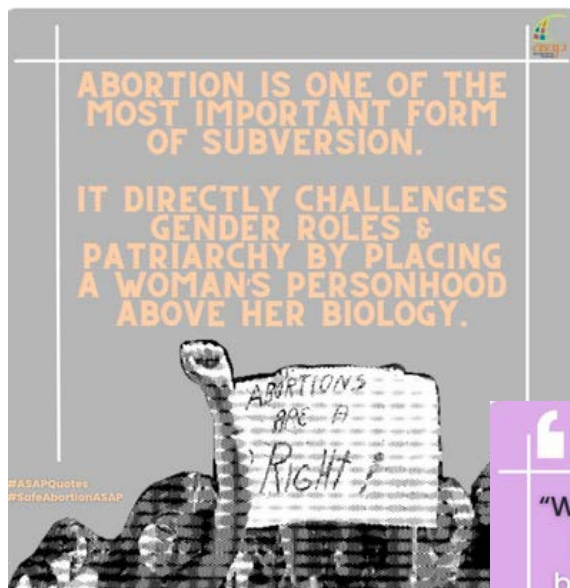 asap
ABORTION IS ONE OF THE
MOST IMPORTANT FORM
OF SUBVERSION.
IT DIRECTLY CHALLENGES
GENDER ROLES &
PATRIARCHY BY PLACING
A WOMAN'S PERSONHOOD
ABOVE HER BIOLOGY.
ABORTIONS
ARE A
RIGHT!
#ASAPQuotes
#SafeAbortionASAP
"W
h